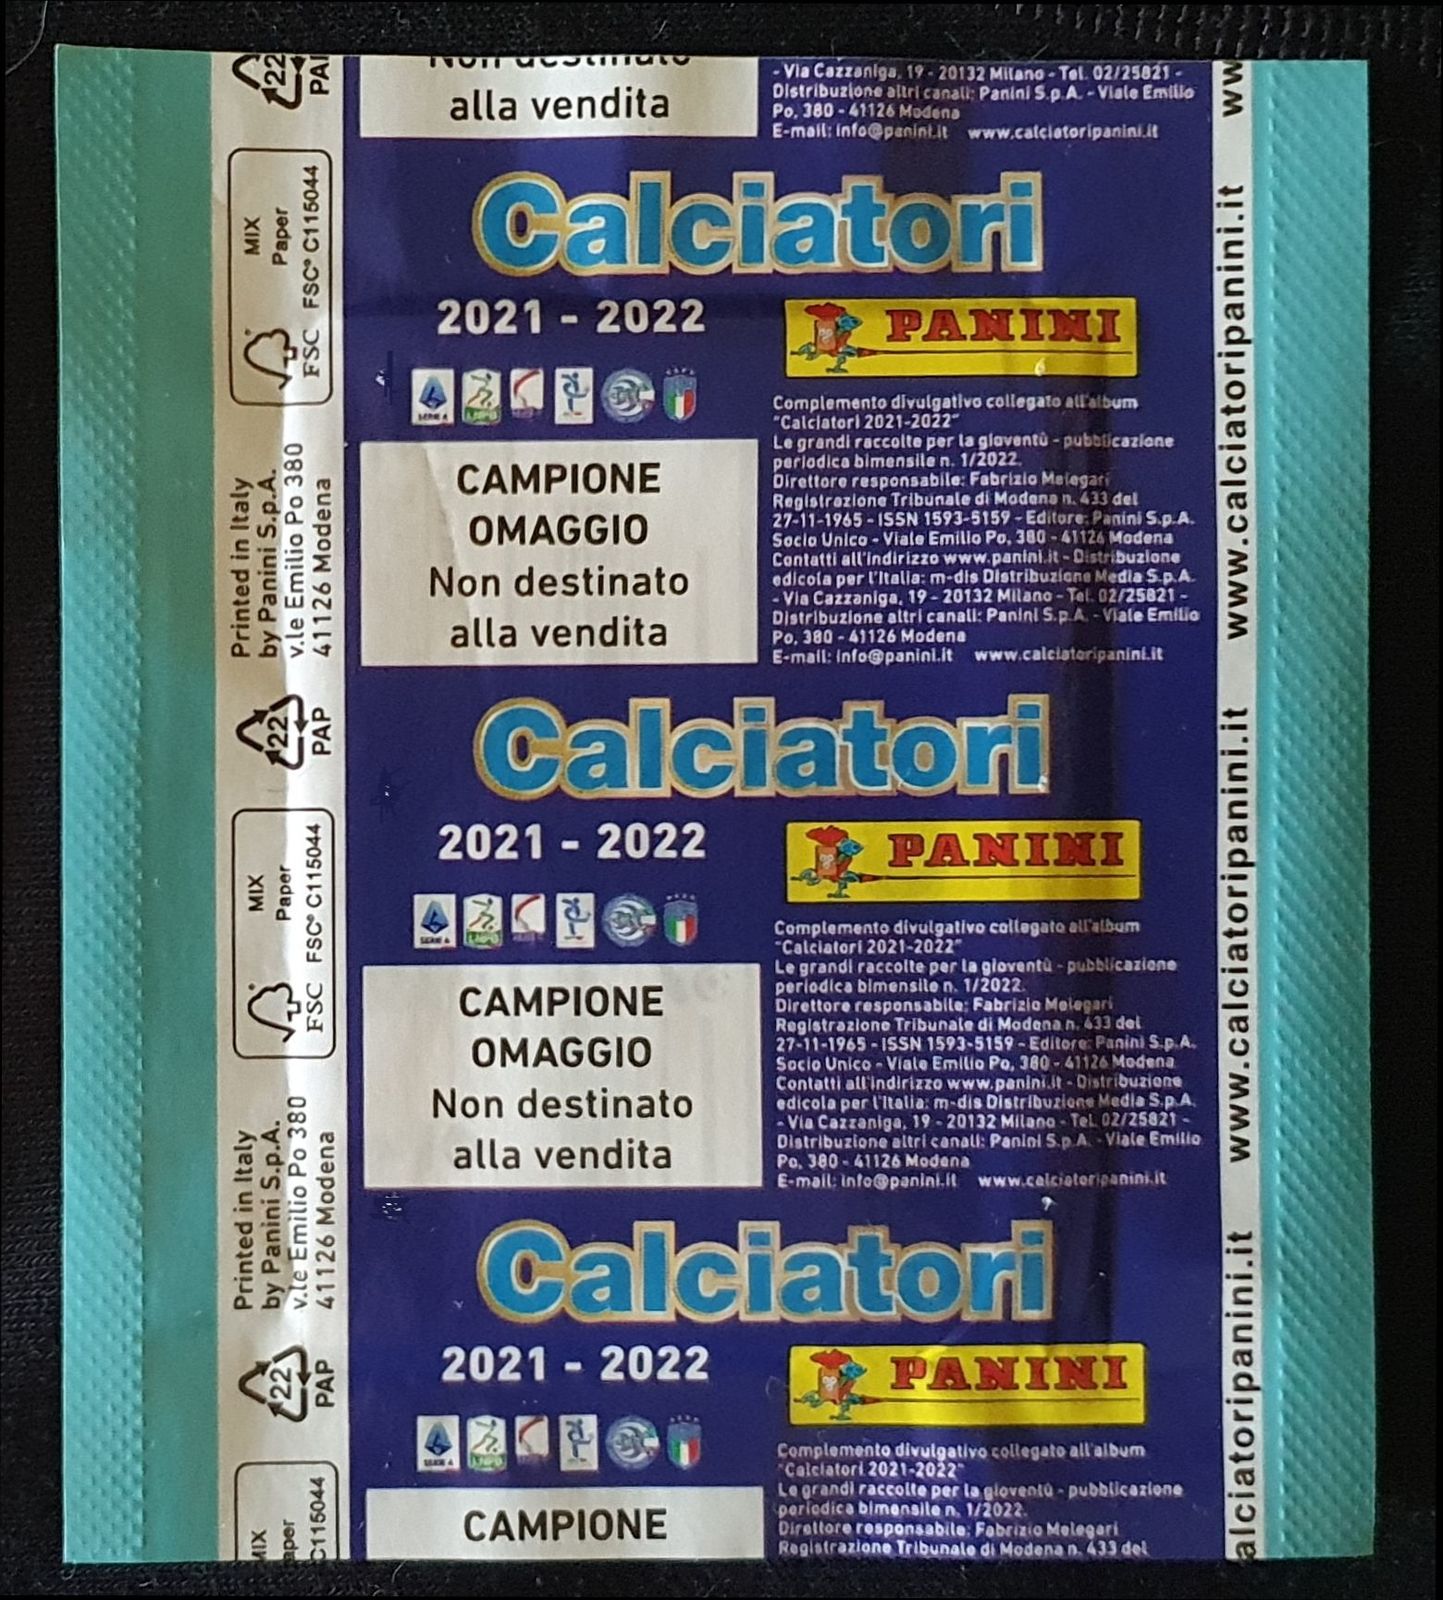 Non destinato
alla vendita
- Via Cazzaniga, 19 - 20132 Milano - Tel. 02/25821 -
Distribuzione altri canali: Panini S.p.A. - Viale Emilio
Po, 380 - 41126 Modena
E-mail: info@panini.it www.calciatoripanini.it
Calciatori
2021 - 2022
PANINI
SERIE A
LNPB
CAMPIONE
OMAGGIO
Non destinato
alla vendita
Complemento divulgativo collegato all'album
"Calciatori 2021-2022"
Le grandi raccolte per la gioventù - pubblicazione
periodica bimensile n. 1/2022.
Direttore responsabile: Fabrizio Melegari
Registrazione Tribunale di Modena n. 433 del
27-11-1965 - ISSN 1593-5159 - Editore: Panini S.p.A.
Socio Unico - Viale Emilio Po, 380 - 41126 Modena
Contatti all'indirizzo www.panini.it - Distribuzione
edicola per l'Italia: m-dis Distribuzione Media S.p.A.
- Via Cazzaniga, 19 - 20132 Milano - Tel. 02/25821 -
Distribuzione altri canali: Panini S.p.A. - Viale Emilio
Po, 380 - 41126 Modena
E-mail: info@panini.it www.calciatoripanini.it
Calciatori
2021 - 2022
PANINI
SERIE A
LNPB
CAMPIONE
OMAGGIO
Non destinato
alla vendita
Complemento divulgativo collegato all'album
"Calciatori 2021-2022"
Le grandi raccolte per la gioventù - pubblicazione
periodica bimensile n. 1/2022.
Direttore responsabile: Fabrizio Melegari
Registrazione Tribunale di Modena n. 433 del
27-11-1965 - ISSN 1593-5159 - Editore: Panini S.p.A.
Socio Unico - Viale Emilio Po, 380 - 41126 Modena
Contatti all'indirizzo www.panini.it - Distribuzione
edicola per l'Italia: m-dis Distribuzione Media S.p.A.
- Via Cazzaniga, 19 - 20132 Milano - Tel. 02/25821 -
Distribuzione altri canali: Panini S.p.A. - Viale Emilio
Po, 380 - 41126 Modena
E-mail: info@panini.it www.calciatoripanini.it
Calciatori
2021 - 2022
PANINI
SERIE A
LNPB
CAMPIONE
Complemento divulgativo collegato all'album
"Calciatori 2021-2022"
Le grandi raccolte per la gioventù - pubblicazione
periodica bimensile n. 1/2022.
Direttore responsabile: Fabrizio Melegari
Registrazione Tribunale di Modena n. 433 del
22
PAP
MIX
Paper
FSC FSC® C115044
Printed in Italy
by Panini S.p.A.
v.le Emilio Po 380
41126 Modena
22
PAP
MIX
Paper
FSC FSC® C115044
Printed in Italy
by Panini S.p.A.
v.le Emilio Po 380
41126 Modena
22
PAP
MIX
aper
C115044
ww
www.calciatoripanini.it
www.calciatoripanini.it
alciatoripanini.it